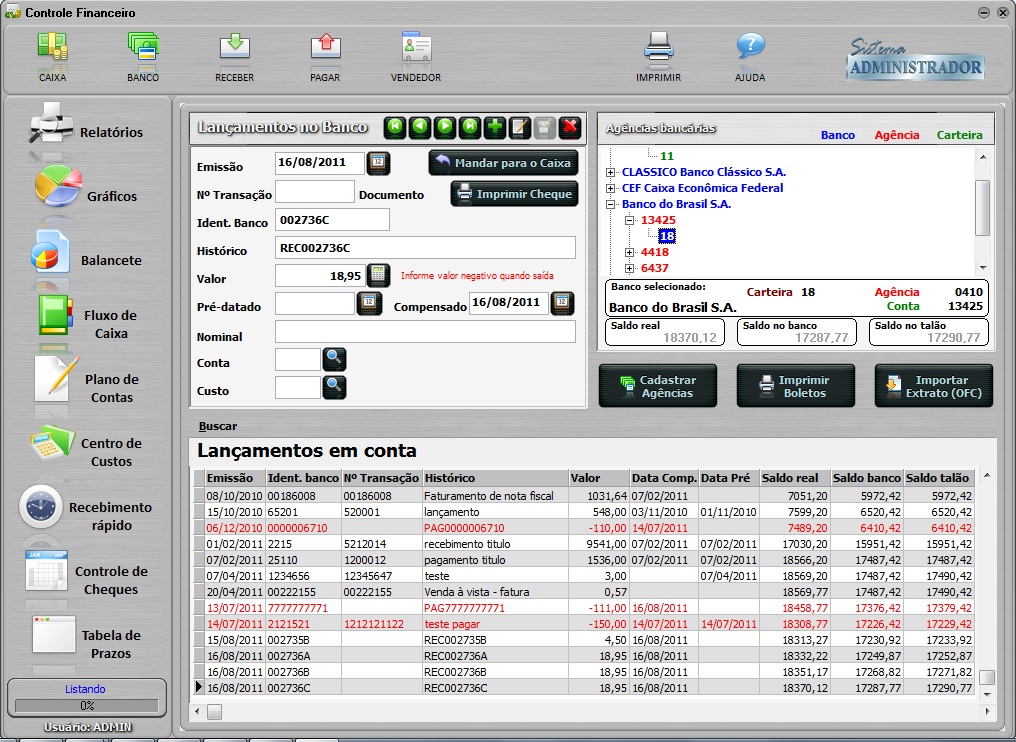 Controle Financeiro
CAIXA
BANCO
RECEBER
PAGAR
VENDEDOR
IMPRIMIR
AJUDA
Sistema
ADMINISTRADOR
Relatórios
Gráficos
Balancete
Fluxo de
Caixa
Plano de
Contas
Centro de
Custos
Recebimento
rápido
JAN
Controle de
Cheques
Tabela de
Prazos
Listando
0%
Usuário: ADMIN
Lançamentos no Banco
Emissão 16/08/2011 12 Mandar para o Caixa
Nº Transação Documento Imprimir Cheque
Ident. Banco 002736C
Histórico REC002736C
Valor 18,95 Informe valor negativo quando saída
Pré-datado 12 Compensado 16/08/2011 12
Nominal
Conta
Custo
Agências bancárias Banco Agência Carteira
11
CLASSICO Banco Clássico S.A.
CEF Caixa Econômica Federal
Banco do Brasil S.A.
13425
18
4418
6437
Banco selecionado: Carteira 18 Agência 0410
Banco do Brasil S.A. Conta 13425
Saldo real Saldo no banco Saldo no talão
18370,12 17287,77 17290,77
Cadastrar
Agências
Imprimir
Boletos
Importar
Extrato (OFC)
Buscar
Lançamentos em conta
Emissão Ident. banco Nº Transação Histórico Valor Data Comp. Data Pré Saldo real Saldo banco Saldo talão
08/10/2010 00186008 00186008 Faturamento de nota fiscal 1031,64 07/02/2011 7051,20 5972,42 5972,42
15/10/2010 65201 520001 lançamento 548,00 03/11/2010 01/11/2010 7599,20 6520,42 6520,42
06/12/2010 0000006710 PAG0000006710 -110,00 14/07/2011 7489,20 6410,42 6410,42
01/02/2011 2215 5212014 recebimento titulo 9541,00 07/02/2011 07/02/2011 17030,20 15951,42 15951,42
07/02/2011 25110 1200012 pagamento titulo 1536,00 07/02/2011 07/02/2011 18566,20 17487,42 17487,42
07/04/2011 1234656 12345647 teste 3,00 07/04/2011 18569,20 17487,42 17490,42
20/04/2011 00222155 00222155 Venda à vista - fatura 0,57 18569,77 17487,42 17490,42
13/07/2011 7777777771 PAG7777777771 -111,00 16/08/2011 18458,77 17376,42 17379,42
14/07/2011 2121521 1212121122 teste pagar -150,00 14/07/2011 14/07/2011 18308,77 17226,42 17229,42
15/08/2011 002735B REC002735B 4,50 16/08/2011 18313,27 17230,92 17233,92
16/08/2011 002736A REC002736A 18,95 16/08/2011 18332,22 17249,87 17252,87
16/08/2011 002736B REC002736B 18,95 16/08/2011 18351,17 17268,82 17271,82
16/08/2011 002736C REC002736C 18,95 16/08/2011 18370,12 17287,77 17290,77